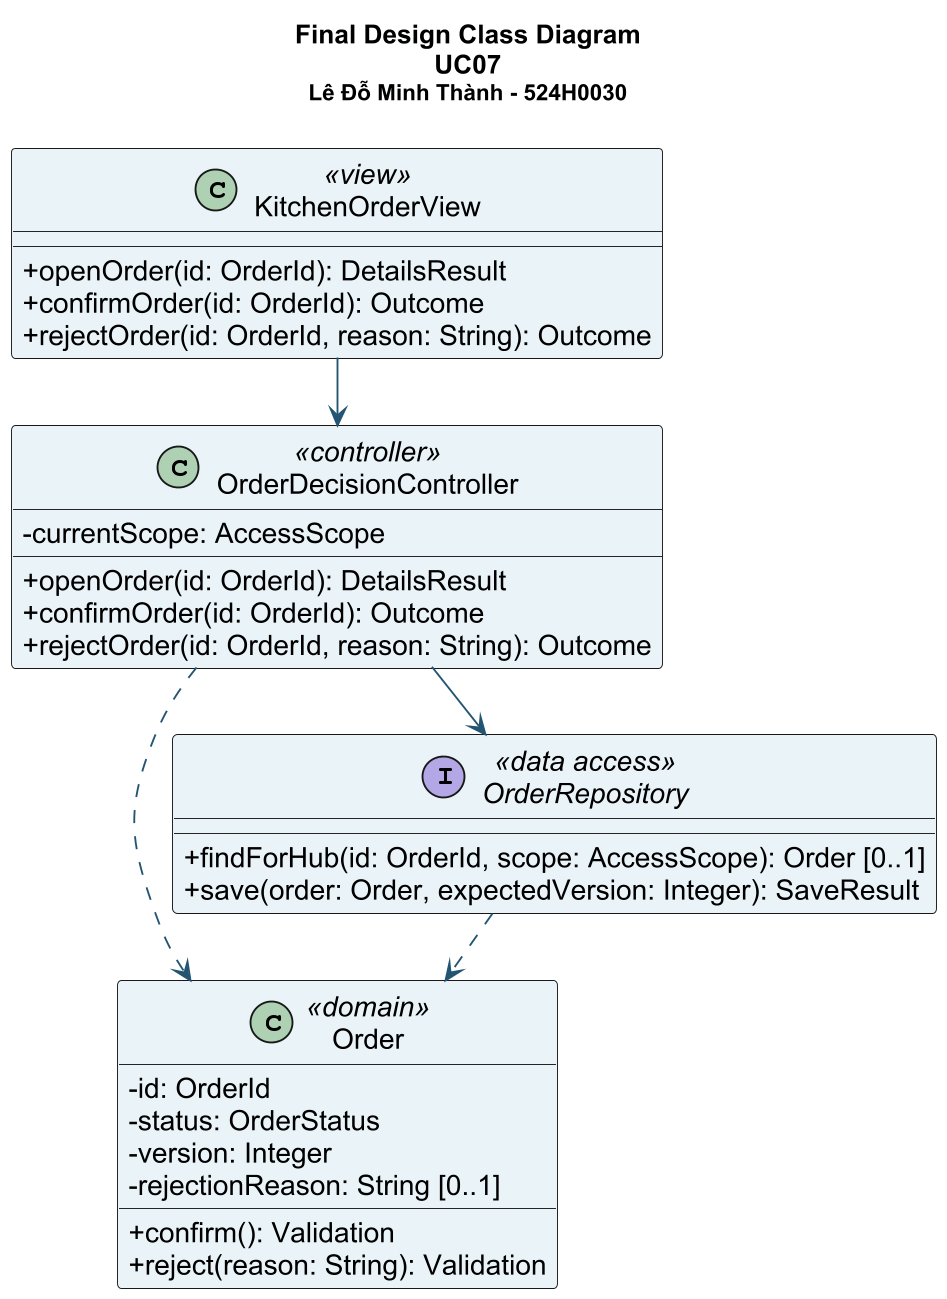 Final Design Class Diagram
UC07
Lê Đỗ Minh Thành - 524H0030
«view»
C
KitchenOrderView
+openOrder(id: OrderId): DetailsResult
+confirmOrder(id: OrderId): Outcome
+rejectOrder(id: OrderId, reason: String): Outcome
«controller»
C
OrderDecisionController
-currentScope: AccessScope
+openOrder(id: OrderId): DetailsResult
+confirmOrder(id: OrderId): Outcome
+rejectOrder(id: OrderId, reason: String): Outcome
«data access»
I
OrderRepository
+findForHub(id: OrderId, scope: AccessScope): Order [0..1]
+save(order: Order, expectedVersion: Integer): SaveResult
«domain»
C
Order
-id: OrderId
-status: OrderStatus
-version: Integer
-rejectionReason: String [0..1]
+confirm(): Validation
+reject(reason: String): Validation